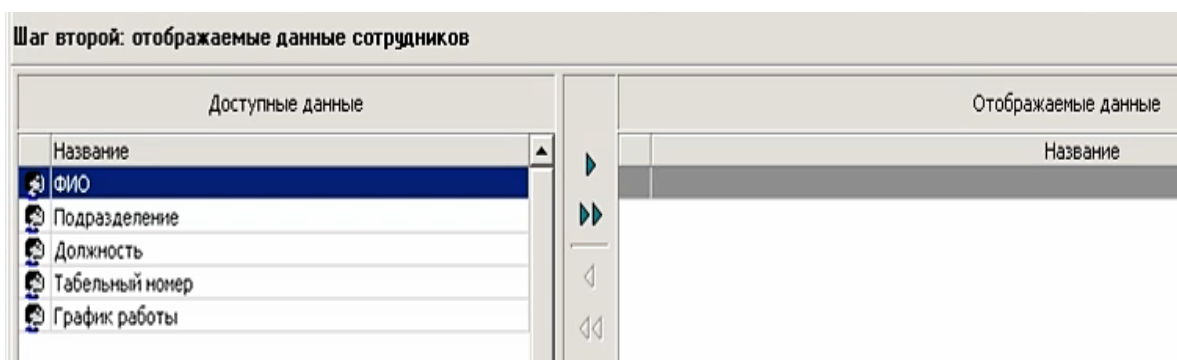 Шаг второй: отображаемые данные сотрудников
Доступные данные
Отображаемые данные
Название
Название
ФИО
Подразделение
Должность
Табельный номер
График работы